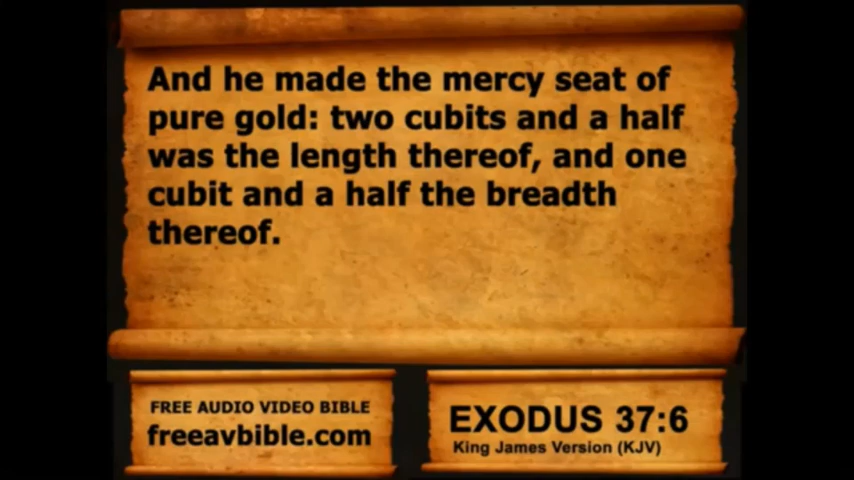 And he made the mercy seat of
pure gold: two cubits and a half
was the length thereof, and one
cubit and a half the breadth
thereof.
FREE AUDIO VIDEO BIBLE
freeavbible.com
EXODUS 37:6
King James Version (KJV)